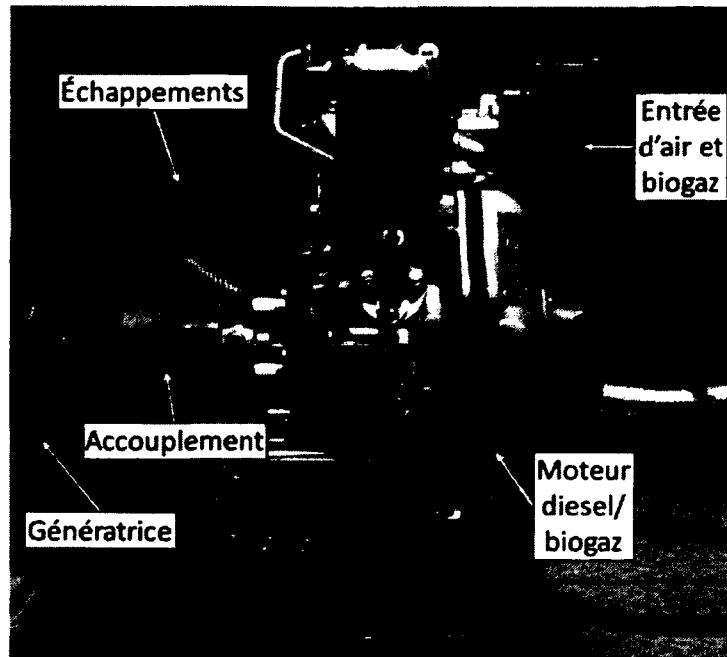 Échappements
Entrée
d'air et
biogaz
Accouplement
Génératrice
Moteur
diesel/
biogaz